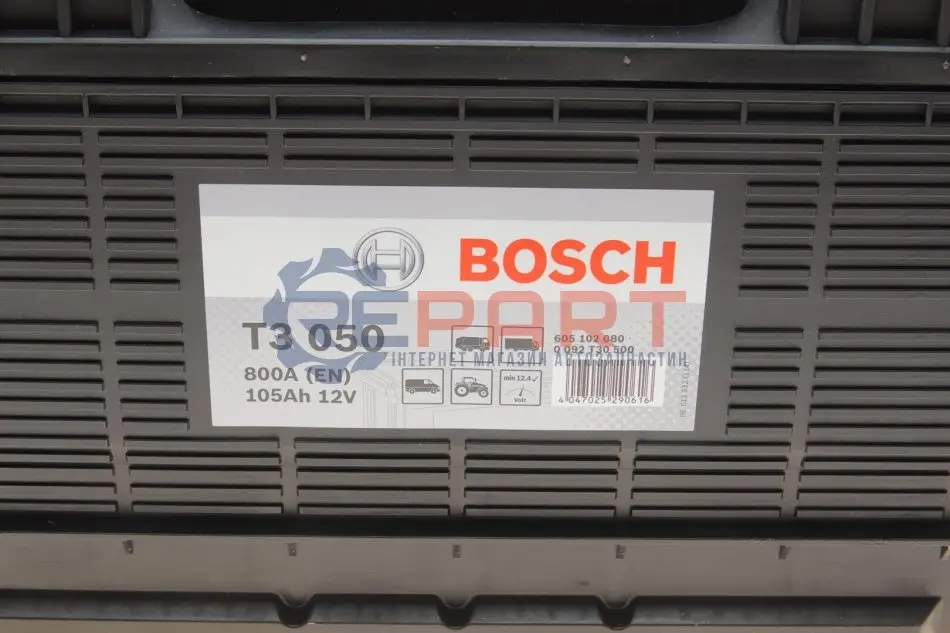 BOSCH
REPORT
ІНТЕРНЕТ МАГАЗИН АВТОЗАПЧАСТИН
T3 050
800A (EN)
105Ah 12V
605 102 080
0 092 T30 500
min 12.4
Volt
4 047025 290616